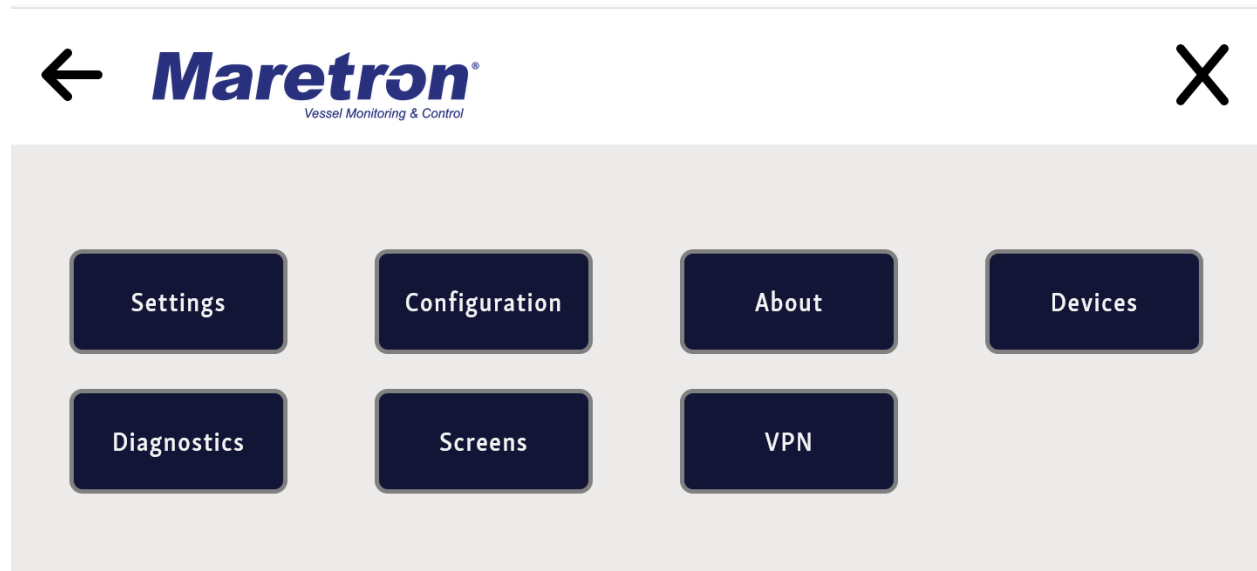 Maretron®
Vessel Monitoring & Control
Settings
Configuration
About
Devices
Diagnostics
Screens
VPN